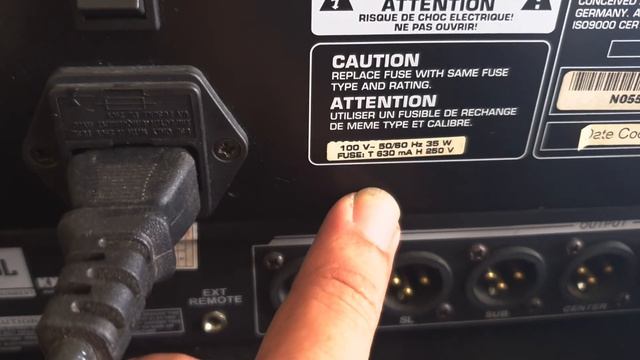 ATTENTION
RISQUE DE CHOC ELECTRIQUE!
NE PAS OUVRIR!
CONCEIVED
GERMANY.
ISO9000 CER
CAUTION
REPLACE FUSE WITH SAME FUSE
TYPE AND RATING.
ATTENTION
UTILISER UN FUSIBLE DE RECHANGE
DE MEME TYPE ET CALIBRE.
100 V~ 50/60 Hz 35 W
FUSE: T 630 mA H 250 V
N055
Date Co
OUTPUT
EXT
REMOTE
SL
SUB
CENTER